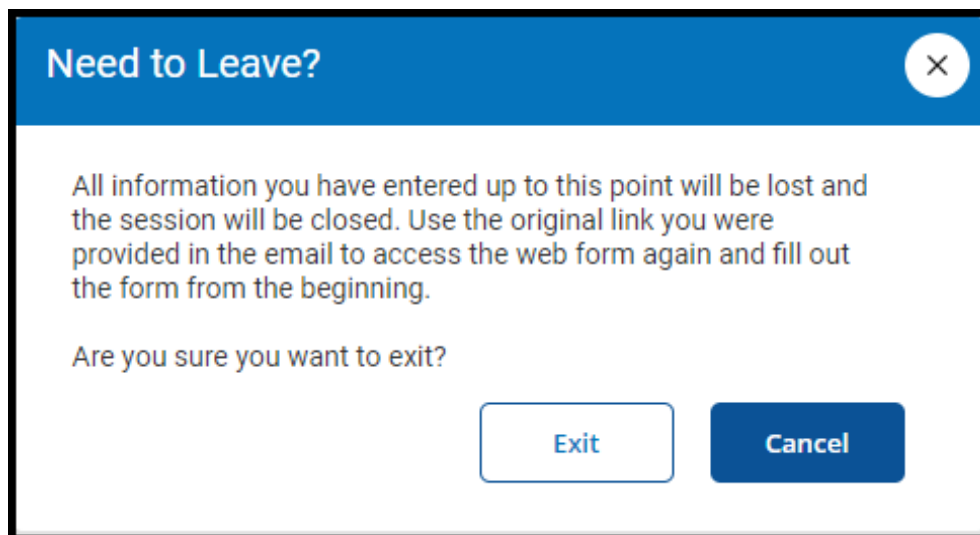 Need to Leave?
All information you have entered up to this point will be lost and
the session will be closed. Use the original link you were
provided in the email to access the web form again and fill out
the form from the beginning.
Are you sure you want to exit?
Exit
Cancel